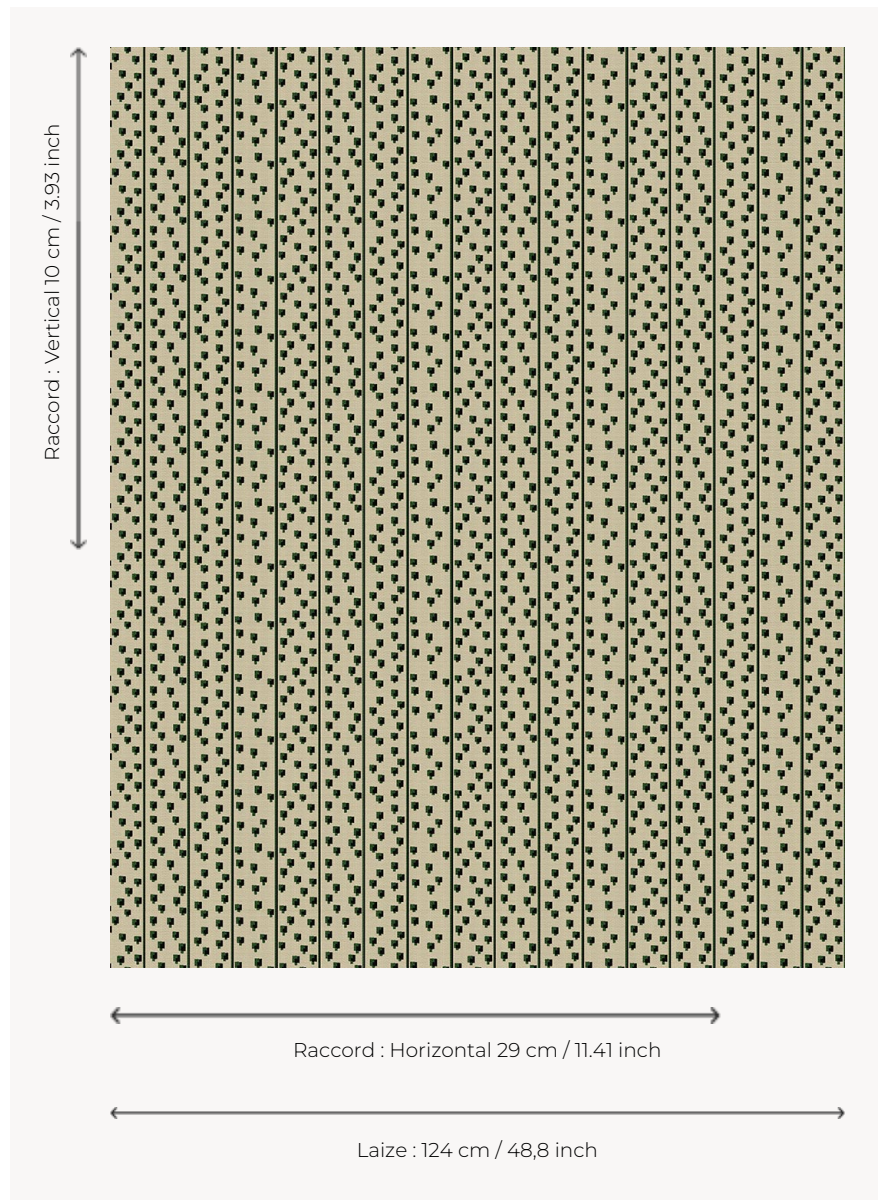 Raccord : Vertical 10 cm / 3.93 inch
Raccord : Horizontal 29 cm / 11.41 inch
Laize : 124 cm / 48,8 inch